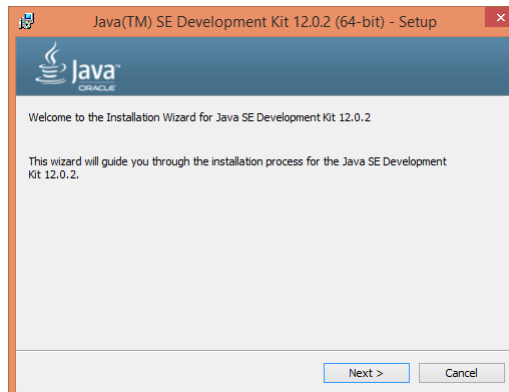 Java(TM) SE Development Kit 12.0.2 (64-bit) - Setup
Java™
ORACLE
Welcome to the Installation Wizard for Java SE Development Kit 12.0.2
This wizard will guide you through the installation process for the Java SE Development
Kit 12.0.2.
Next > Cancel